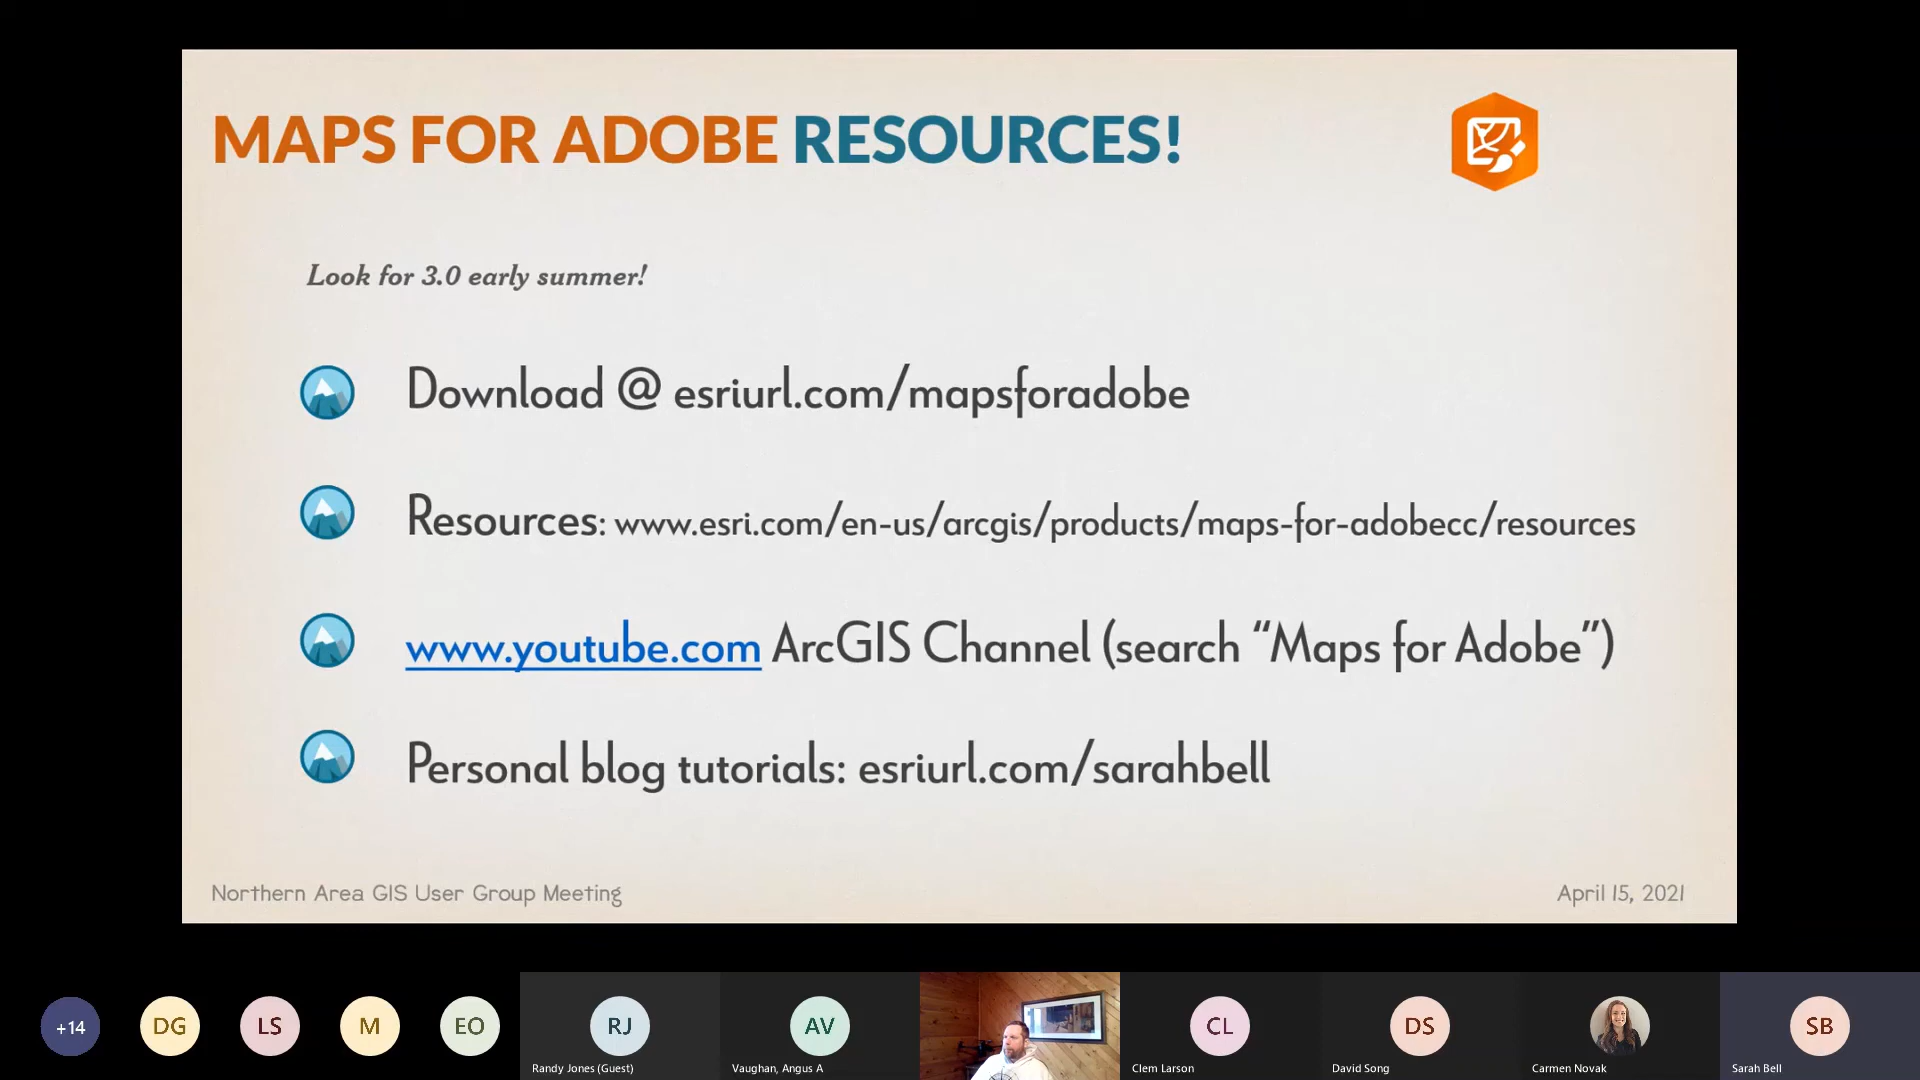 MAPS FOR ADOBE RESOURCES!
Look for 3.0 early summer!
Download @ esriurl.com/mapsforadobe
Resources: www.esri.com/en-us/arcgis/products/maps-for-adobecc/resources
www.youtube.com ArcGIS Channel (search “Maps for Adobe”)
Personal blog tutorials: esriurl.com/sarahbell
Northern Area GIS User Group Meeting
April 15, 2021
+14
DG
LS
M
EO
RJ
AV
CL
DS
SB
Randy Jones (Guest)
Vaughan, Angus A
Clem Larson
David Song
Carmen Novak
Sarah Bell